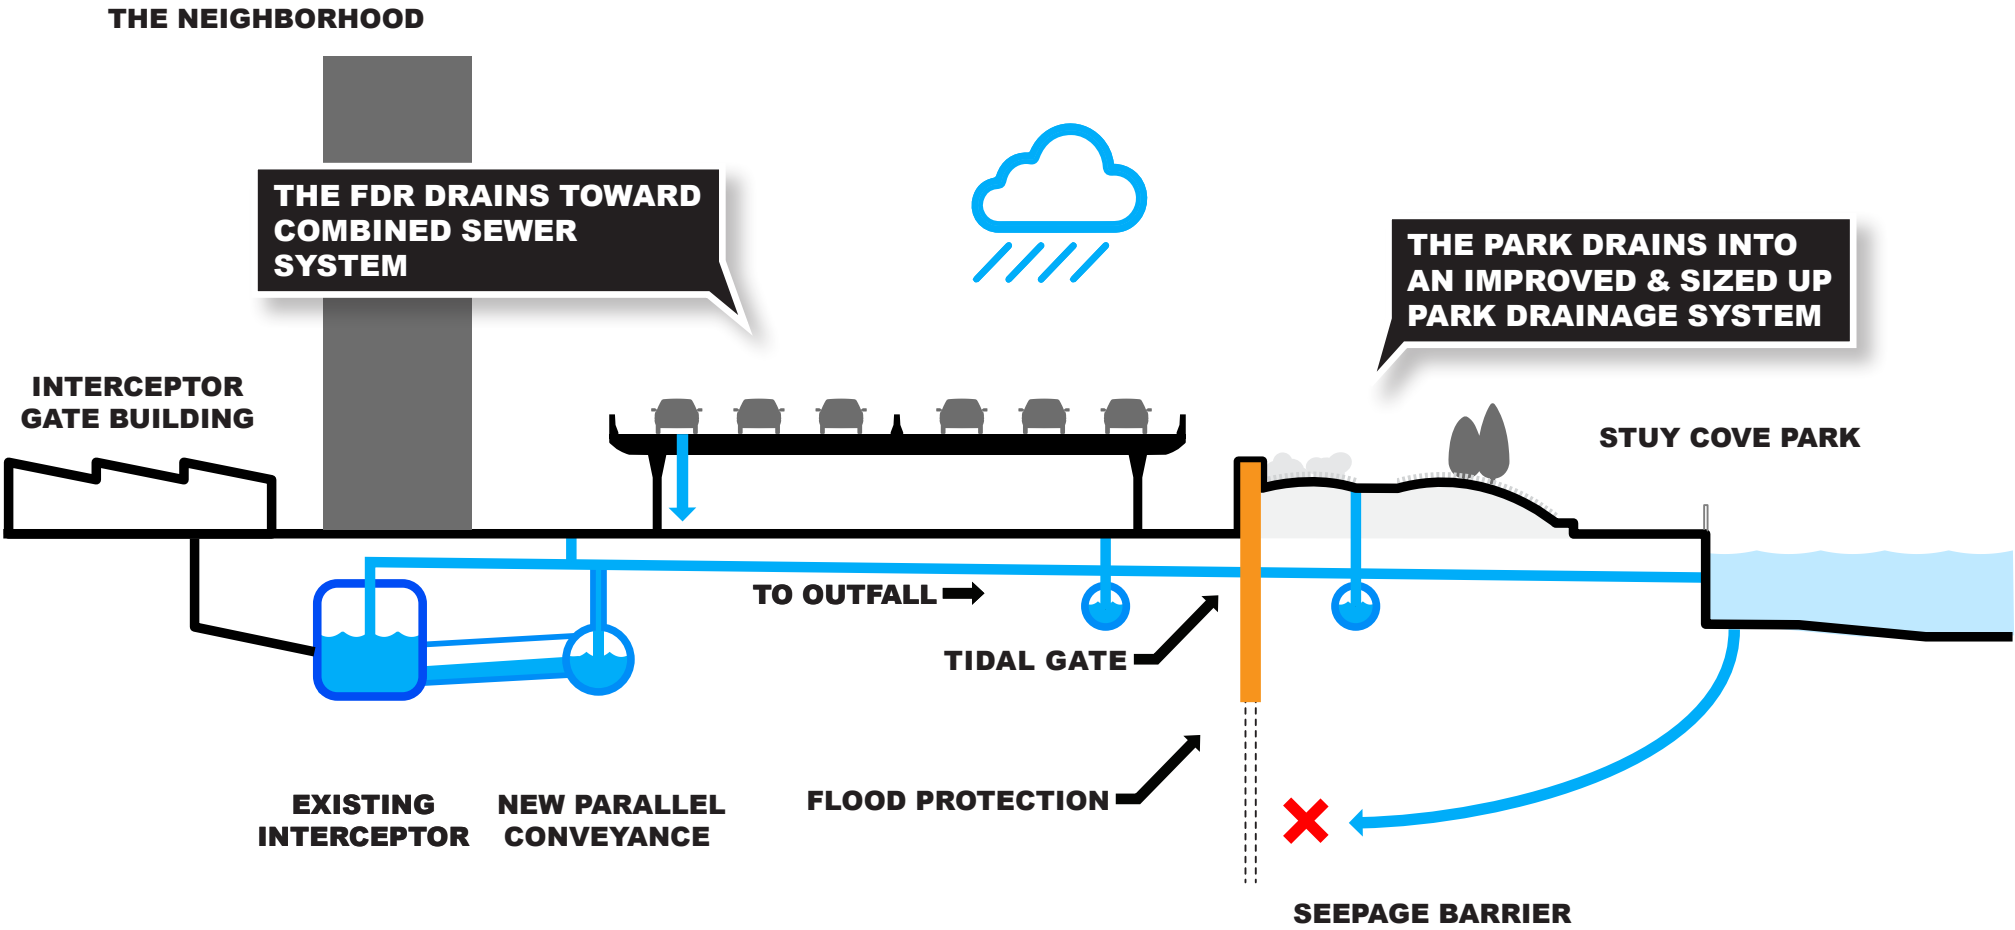 THE NEIGHBORHOOD
THE FDR DRAINS TOWARD
COMBINED SEWER
SYSTEM
THE PARK DRAINS INTO
AN IMPROVED & SIZED UP
PARK DRAINAGE SYSTEM
INTERCEPTOR
GATE BUILDING
STUY COVE PARK
TO OUTFALL
TIDAL GATE
FLOOD PROTECTION
EXISTING
INTERCEPTOR
NEW PARALLEL
CONVEYANCE
SEEPAGE BARRIER